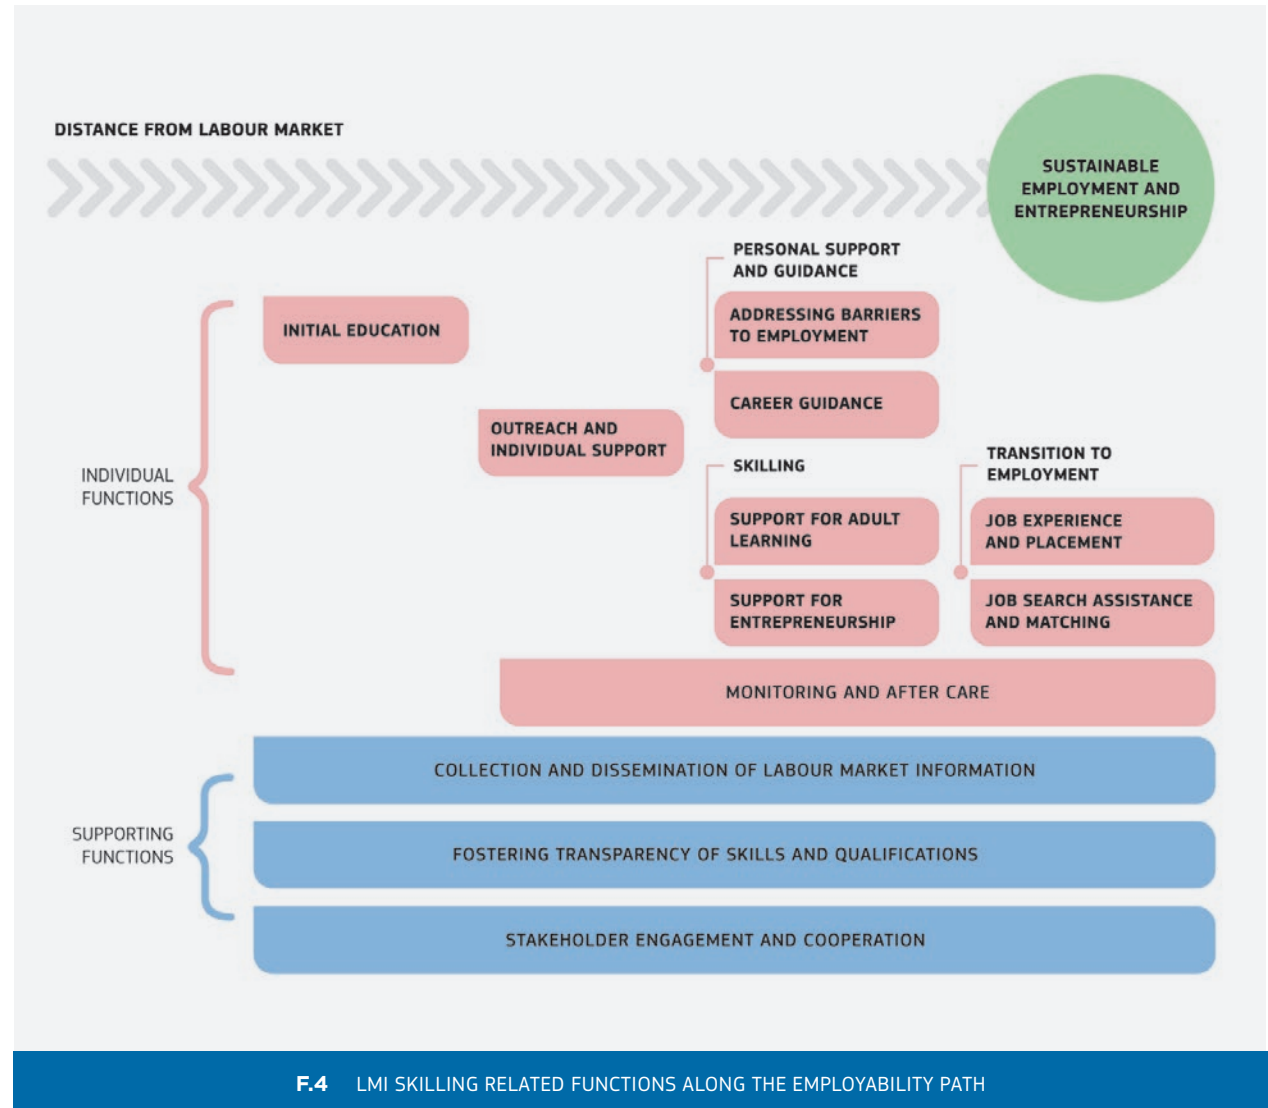 DISTANCE FROM LABOUR MARKET
SUSTAINABLE
EMPLOYMENT AND
ENTREPRENEURSHIP
INDIVIDUAL
FUNCTIONS
INITIAL EDUCATION
OUTREACH AND
INDIVIDUAL SUPPORT
PERSONAL SUPPORT
AND GUIDANCE
ADDRESSING BARRIERS
TO EMPLOYMENT
CAREER GUIDANCE
SKILLING
SUPPORT FOR ADULT
LEARNING
SUPPORT FOR
ENTREPRENEURSHIP
TRANSITION TO
EMPLOYMENT
JOB EXPERIENCE
AND PLACEMENT
JOB SEARCH ASSISTANCE
AND MATCHING
MONITORING AND AFTER CARE
SUPPORTING
FUNCTIONS
COLLECTION AND DISSEMINATION OF LABOUR MARKET INFORMATION
FOSTERING TRANSPARENCY OF SKILLS AND QUALIFICATIONS
STAKEHOLDER ENGAGEMENT AND COOPERATION
F.4 LMI SKILLING RELATED FUNCTIONS ALONG THE EMPLOYABILITY PATH